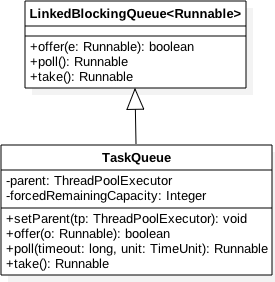 LinkedBlockingQueue<Runnable>
+offer(e: Runnable): boolean
+poll(): Runnable
+take(): Runnable
TaskQueue
-parent: ThreadPoolExecutor
-forcedRemainingCapacity: Integer
+setParent(tp: ThreadPoolExecutor): void
+offer(o: Runnable): boolean
+poll(timeout: long, unit: TimeUnit): Runnable
+take(): Runnable